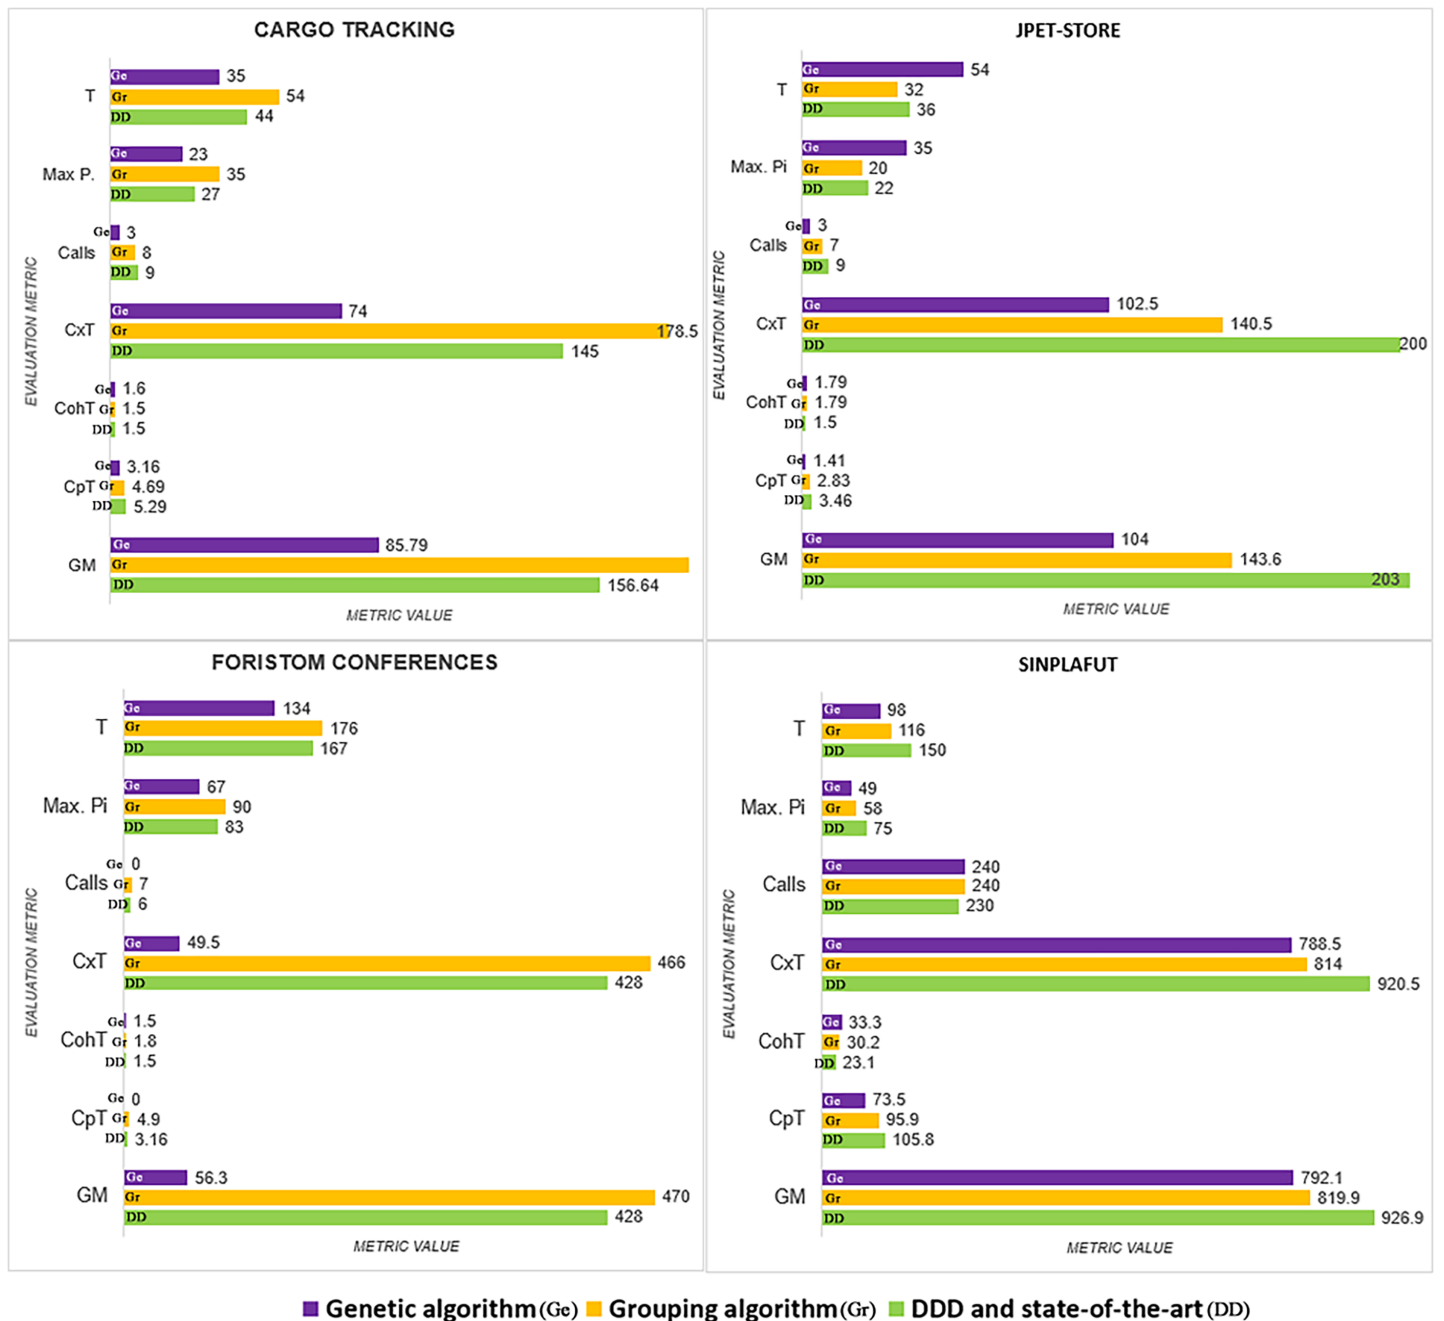 CARGO TRACKING
Ge 35
T Gr 54
DD 44
Ge 23
Max P. Gr 35
DD 27
Ge 3
Calls Gr 8
DD 9
Ge 74
CxT Gr 178.5
DD 145
Ge 1.6
CohT Gr 1.5
DD 1.5
Ge 3.16
CpT Gr 4.69
DD 5.29
Ge 85.79
GM Gr
DD 156.64
EVALUATION METRIC
METRIC VALUE
JPET-STORE
Ge 54
T Gr 32
DD 36
Ge 35
Max. Pi Gr 20
DD 22
Ge 3
Calls Gr 7
DD 9
Ge 102.5
CxT Gr 140.5
DD 200
Ge 1.79
CohT Gr 1.79
DD 1.5
Ge 1.41
CpT Gr 2.83
DD 3.46
Ge 104
GM Gr 143.6
DD 203
EVALUATION METRIC
METRIC VALUE
FORISTOM CONFERENCES
Ge 134
T Gr 176
DD 167
Ge 67
Max. Pi Gr 90
DD 83
Ge 0
Calls Gr 7
DD 6
Ge 49.5
CxT Gr 466
DD 428
Ge 1.5
CohT Gr 1.8
DD 1.5
Ge 0
CpT Gr 4.9
DD 3.16
Ge 56.3
GM Gr 470
DD 428
EVALUATION METRIC
METRIC VALUE
SINPLAFUT
Ge 98
T Gr 116
DD 150
Ge 49
Max. Pi Gr 58
DD 75
Ge 240
Calls Gr 240
DD 230
Ge 788.5
CxT Gr 814
DD 920.5
Ge 33.3
CohT Gr 30.2
DD 23.1
Ge 73.5
CpT Gr 95.9
DD 105.8
Ge 792.1
GM Gr 819.9
DD 926.9
EVALUATION METRIC
METRIC VALUE
Genetic algorithm (Ge) Grouping algorithm (Gr) DDD and state-of-the-art (DD)